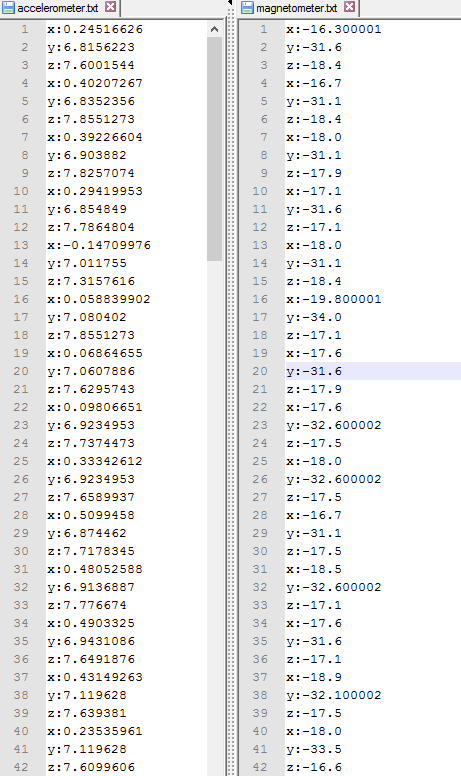 accelerometer.txt
1 x:0.24516626
2 y:6.8156223
3 z:7.6001544
4 x:0.40207267
5 y:6.8352356
6 z:7.8551273
7 x:0.39226604
8 y:6.903882
9 z:7.8257074
10 x:0.29419953
11 y:6.854849
12 z:7.7864804
13 x:-0.14709976
14 y:7.011755
15 z:7.3157616
16 x:0.058839902
17 y:7.080402
18 z:7.8551273
19 x:0.06864655
20 y:7.0607886
21 z:7.6295743
22 x:0.09806651
23 y:6.9234953
24 z:7.7374473
25 x:0.33342612
26 y:6.9234953
27 z:7.6589937
28 x:0.5099458
29 y:6.874462
30 z:7.7178345
31 x:0.48052588
32 y:6.9136887
33 z:7.776674
34 x:0.4903325
35 y:6.9431086
36 z:7.6491876
37 x:0.43149263
38 y:7.119628
39 z:7.639381
40 x:0.23535961
41 y:7.119628
42 z:7.6099606
magnetometer.txt
1 x:-16.300001
2 y:-31.6
3 z:-18.4
4 x:-16.7
5 y:-31.1
6 z:-18.4
7 x:-18.0
8 y:-31.1
9 z:-17.9
10 x:-17.1
11 y:-31.6
12 z:-17.1
13 x:-18.0
14 y:-31.1
15 z:-18.4
16 x:-19.800001
17 y:-34.0
18 z:-17.1
19 x:-17.6
20 y:-31.6
21 z:-17.9
22 x:-17.6
23 y:-32.600002
24 z:-17.5
25 x:-18.0
26 y:-32.600002
27 z:-17.5
28 x:-16.7
29 y:-31.1
30 z:-17.5
31 x:-18.5
32 y:-32.600002
33 z:-17.1
34 x:-17.6
35 y:-31.6
36 z:-17.1
37 x:-18.9
38 y:-32.100002
39 z:-17.5
40 x:-18.0
41 y:-33.5
42 z:-16.6